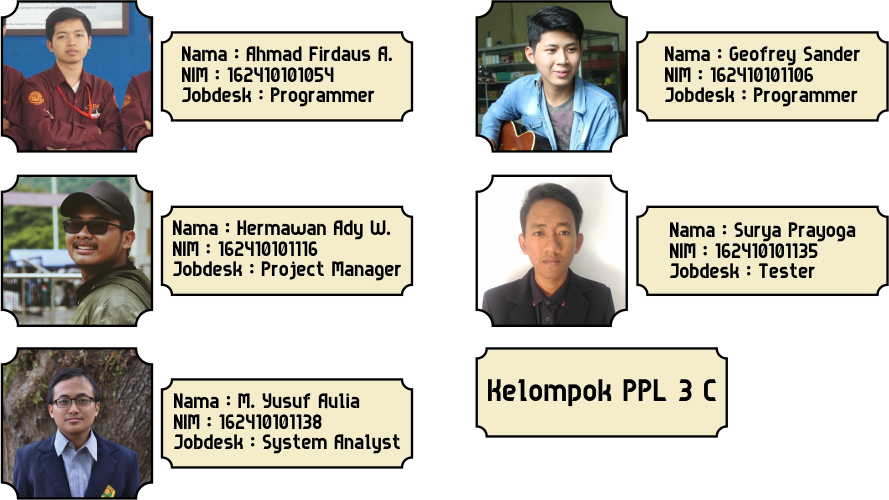 Nama : Ahmad Firdaus A.
NIM : 162410101054
Jobdesk : Programmer
Nama : Geofrey Sander
NIM : 162410101106
Jobdesk : Programmer
Nama : Hermawan Ady W.
NIM : 162410101116
Jobdesk : Project Manager
Nama : Surya Prayoga
NIM : 162410101135
Jobdesk : Tester
Nama : M. Yusuf Aulia
NIM : 162410101138
Jobdesk : System Analyst
Kelompok PPL 3 C